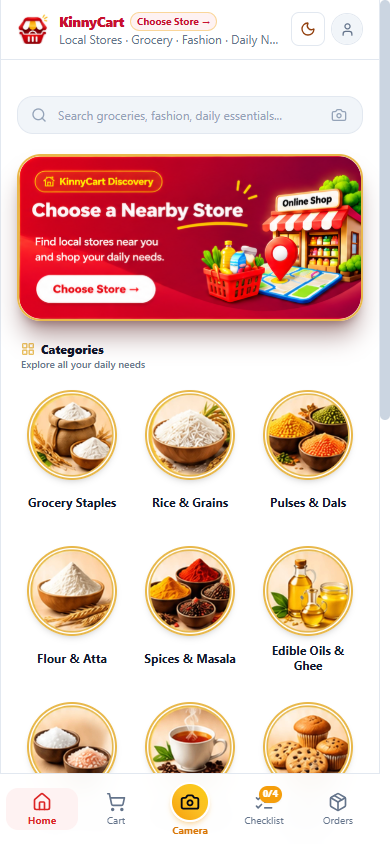 KinnyCart Choose Store →
Local Stores · Grocery · Fashion · Daily N...
Search groceries, fashion, daily essentials...
KinnyCart Discovery
Choose a Nearby Store
Find local stores near you
and shop your daily needs.
Choose Store →
Online Shop
Categories
Explore all your daily needs
Grocery Staples
Rice & Grains
Pulses & Dals
Flour & Atta
Spices & Masala
Edible Oils &
Ghee
0/4
Home
Cart
Camera
Checklist
Orders